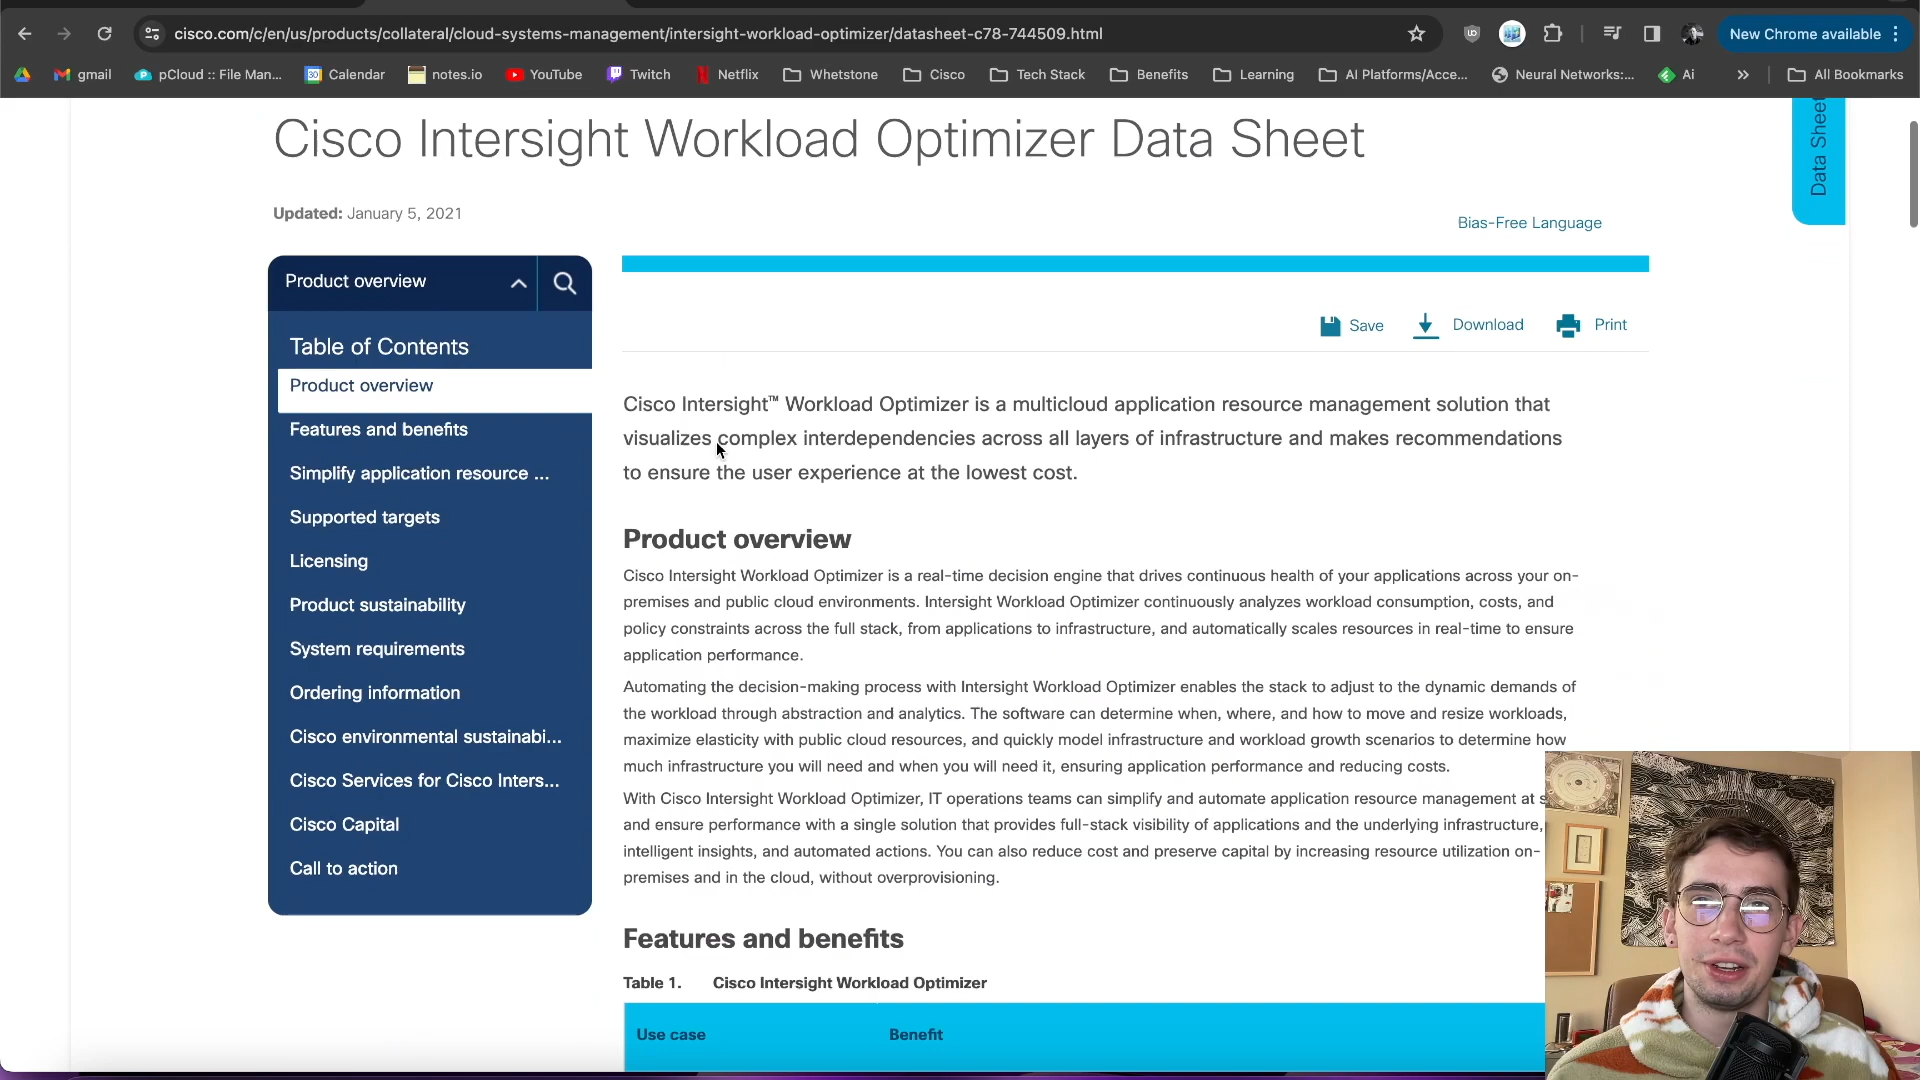 cisco.com/c/en/us/products/collateral/cloud-systems-management/intersight-workload-optimizer/datasheet-c78-744509.html
New Chrome available
gmail
pCloud :: File Man...
Calendar
notes.io
YouTube
Twitch
Netflix
Whetstone
Cisco
Tech Stack
Benefits
Learning
AI Platforms/Acce...
Neural Networks:...
Ai
»
All Bookmarks
Cisco Intersight Workload Optimizer Data Sheet
Data Sheet
Updated: January 5, 2021
Bias-Free Language
Product overview
Table of Contents
Product overview
Features and benefits
Simplify application resource ...
Supported targets
Licensing
Product sustainability
System requirements
Ordering information
Cisco environmental sustainabi...
Cisco Services for Cisco Inters...
Cisco Capital
Call to action
Save
Download
Print
Cisco Intersight™ Workload Optimizer is a multicloud application resource management solution that
visualizes complex interdependencies across all layers of infrastructure and makes recommendations
to ensure the user experience at the lowest cost.
Product overview
Cisco Intersight Workload Optimizer is a real-time decision engine that drives continuous health of your applications across your on-
premises and public cloud environments. Intersight Workload Optimizer continuously analyzes workload consumption, costs, and
policy constraints across the full stack, from applications to infrastructure, and automatically scales resources in real-time to ensure
application performance.
Automating the decision-making process with Intersight Workload Optimizer enables the stack to adjust to the dynamic demands of
the workload through abstraction and analytics. The software can determine when, where, and how to move and resize workloads,
maximize elasticity with public cloud resources, and quickly model infrastructure and workload growth scenarios to determine how
much infrastructure you will need and when you will need it, ensuring application performance and reducing costs.
With Cisco Intersight Workload Optimizer, IT operations teams can simplify and automate application resource management at
and ensure performance with a single solution that provides full-stack visibility of applications and the underlying infrastructure,
intelligent insights, and automated actions. You can also reduce cost and preserve capital by increasing resource utilization on-
premises and in the cloud, without overprovisioning.
Features and benefits
Table 1. Cisco Intersight Workload Optimizer
Use case
Benefit